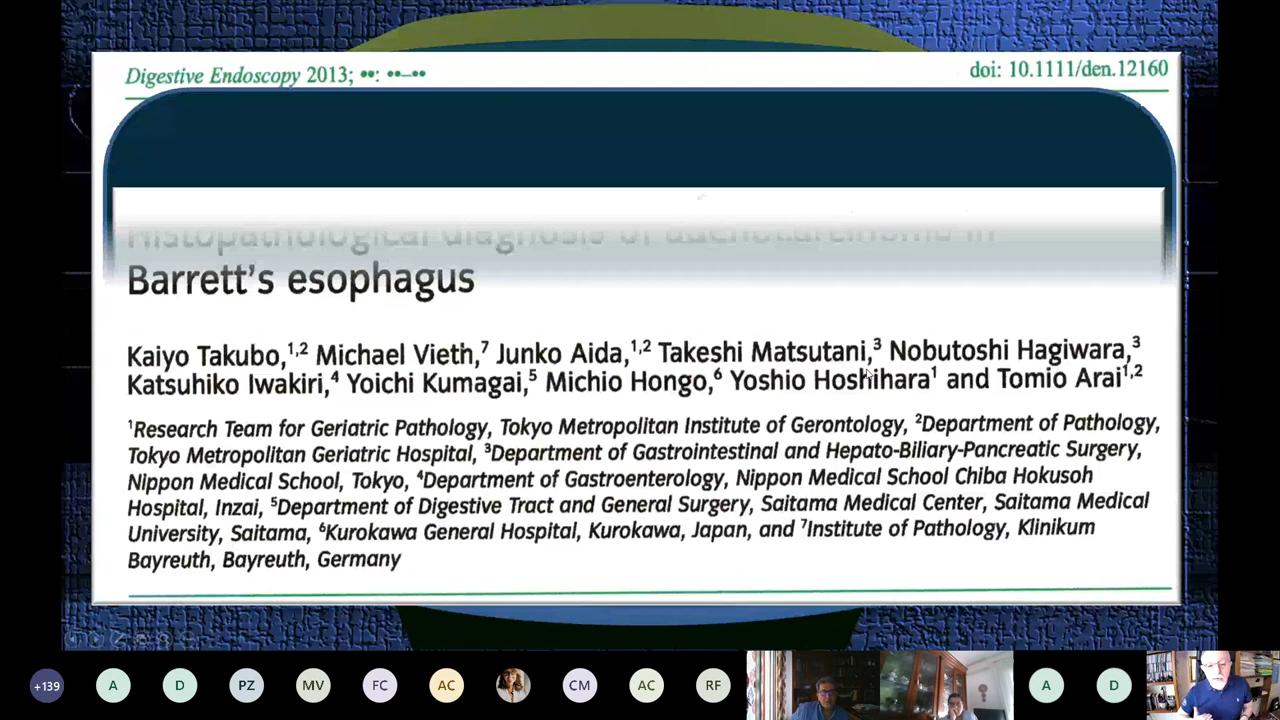 Digestive Endoscopy 2013; ••: ••–••
doi: 10.1111/den.12160
Histopathological diagnosis of adenocarcinoma in
Barrett’s esophagus
Kaiyo Takubo,1,2 Michael Vieth,7 Junko Aida,1,2 Takeshi Matsutani,3 Nobutoshi Hagiwara,3
Katsuhiko Iwakiri,4 Yoichi Kumagai,5 Michio Hongo,6 Yoshio Hoshihara1 and Tomio Arai1,2
1Research Team for Geriatric Pathology, Tokyo Metropolitan Institute of Gerontology, 2Department of Pathology,
Tokyo Metropolitan Geriatric Hospital, 3Department of Gastrointestinal and Hepato-Biliary-Pancreatic Surgery,
Nippon Medical School, Tokyo, 4Department of Gastroenterology, Nippon Medical School Chiba Hokusoh
Hospital, Inzai, 5Department of Digestive Tract and General Surgery, Saitama Medical Center, Saitama Medical
University, Saitama, 6Kurokawa General Hospital, Kurokawa, Japan, and 7Institute of Pathology, Klinikum
Bayreuth, Bayreuth, Germany
+139 A D PZ MV FC AC CM AC RF A D